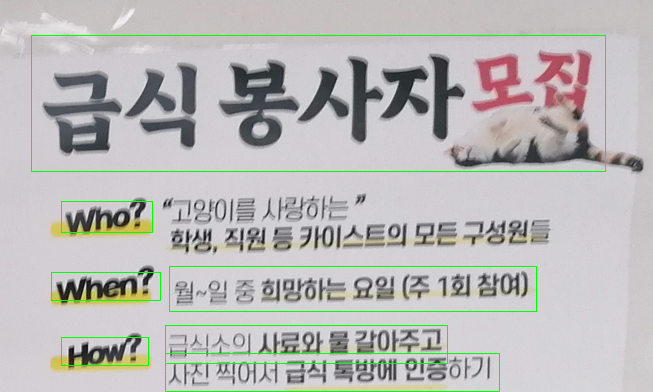 급식 봉사자 모집
Who? “고양이를 사랑하는”
학생, 직원 등 카이스트의 모든 구성원들
When? 월~일 중 희망하는 요일 (주 1회 참여)
How? 급식소의 사료와 물 갈아주고
사진 찍어서 급식 톡방에 인증하기